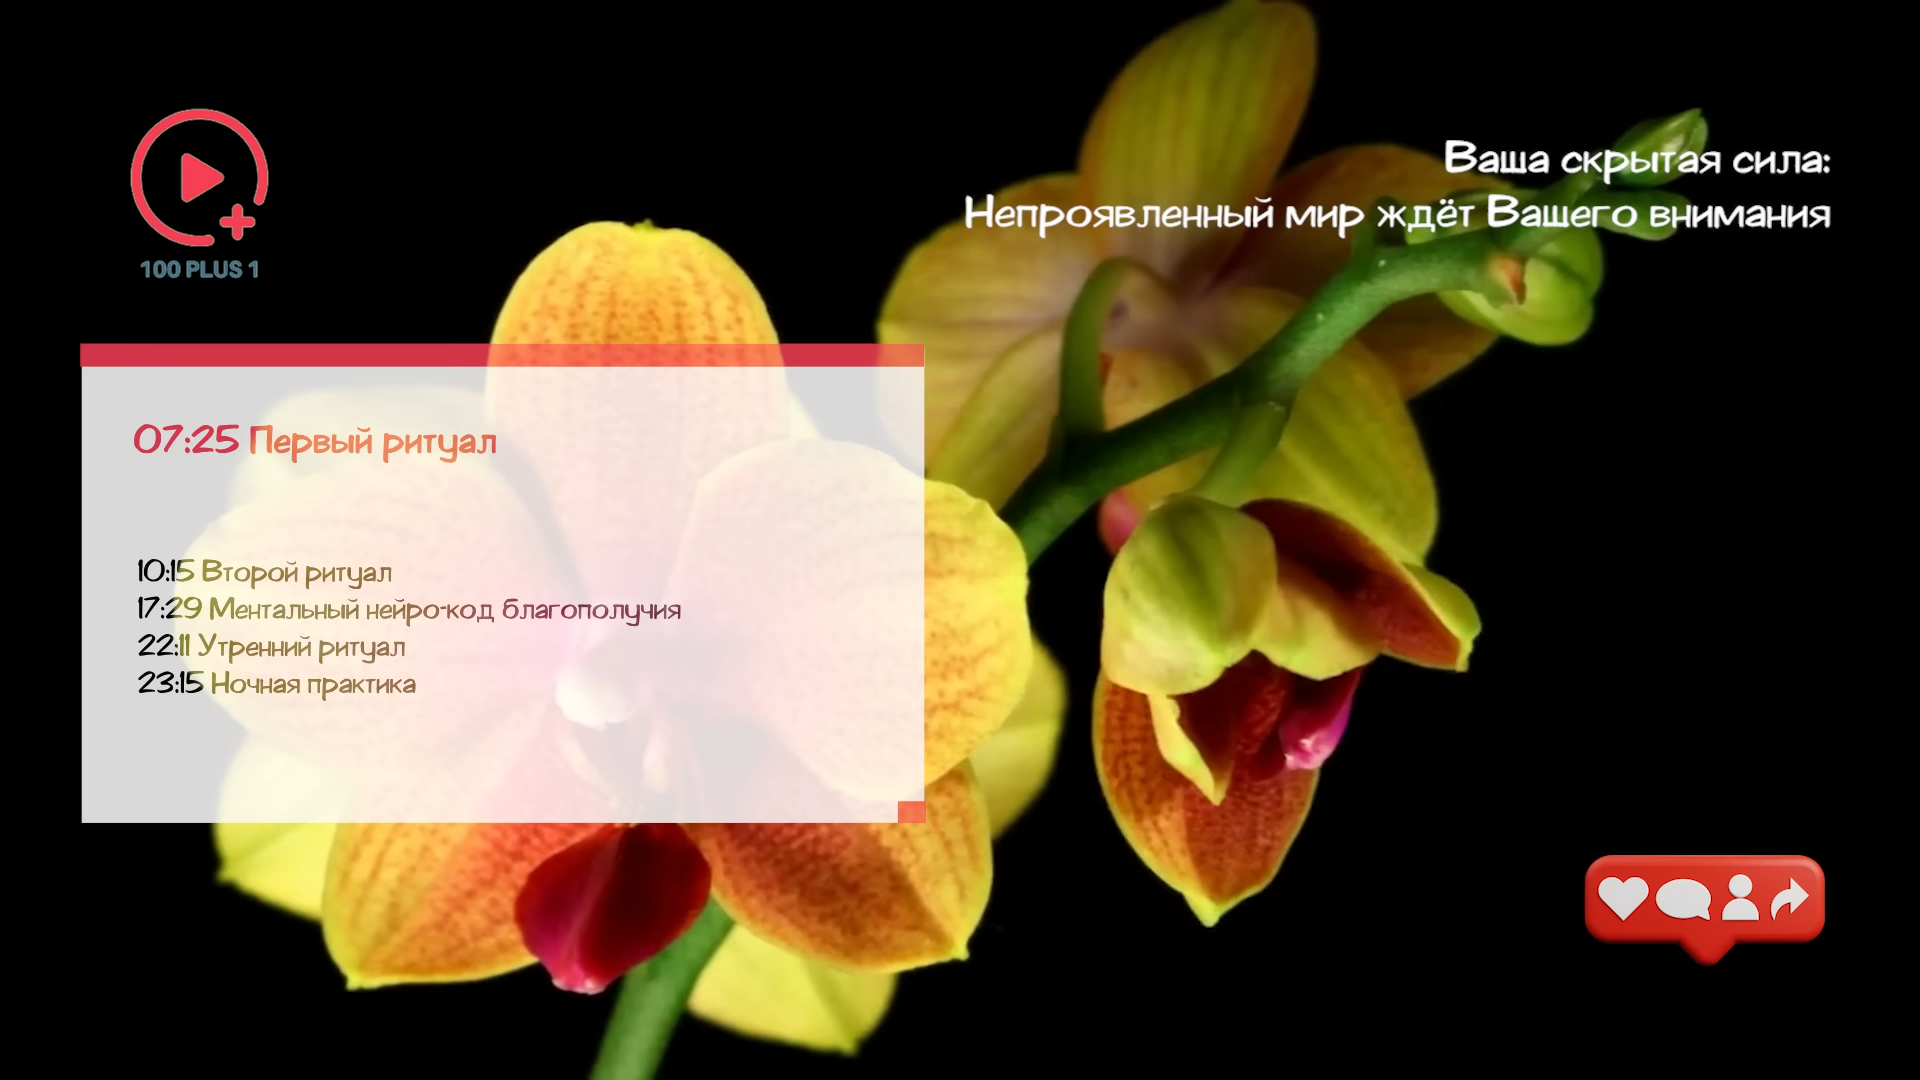 100 PLUS 1
Ваша скрытая сила:
Непроявленный мир ждёт Вашего внимания
07:25 Первый ритуал
10:15 Второй ритуал
17:29 Ментальный нейро-код благополучия
22:11 Утренний ритуал
23:15 Ночная практика